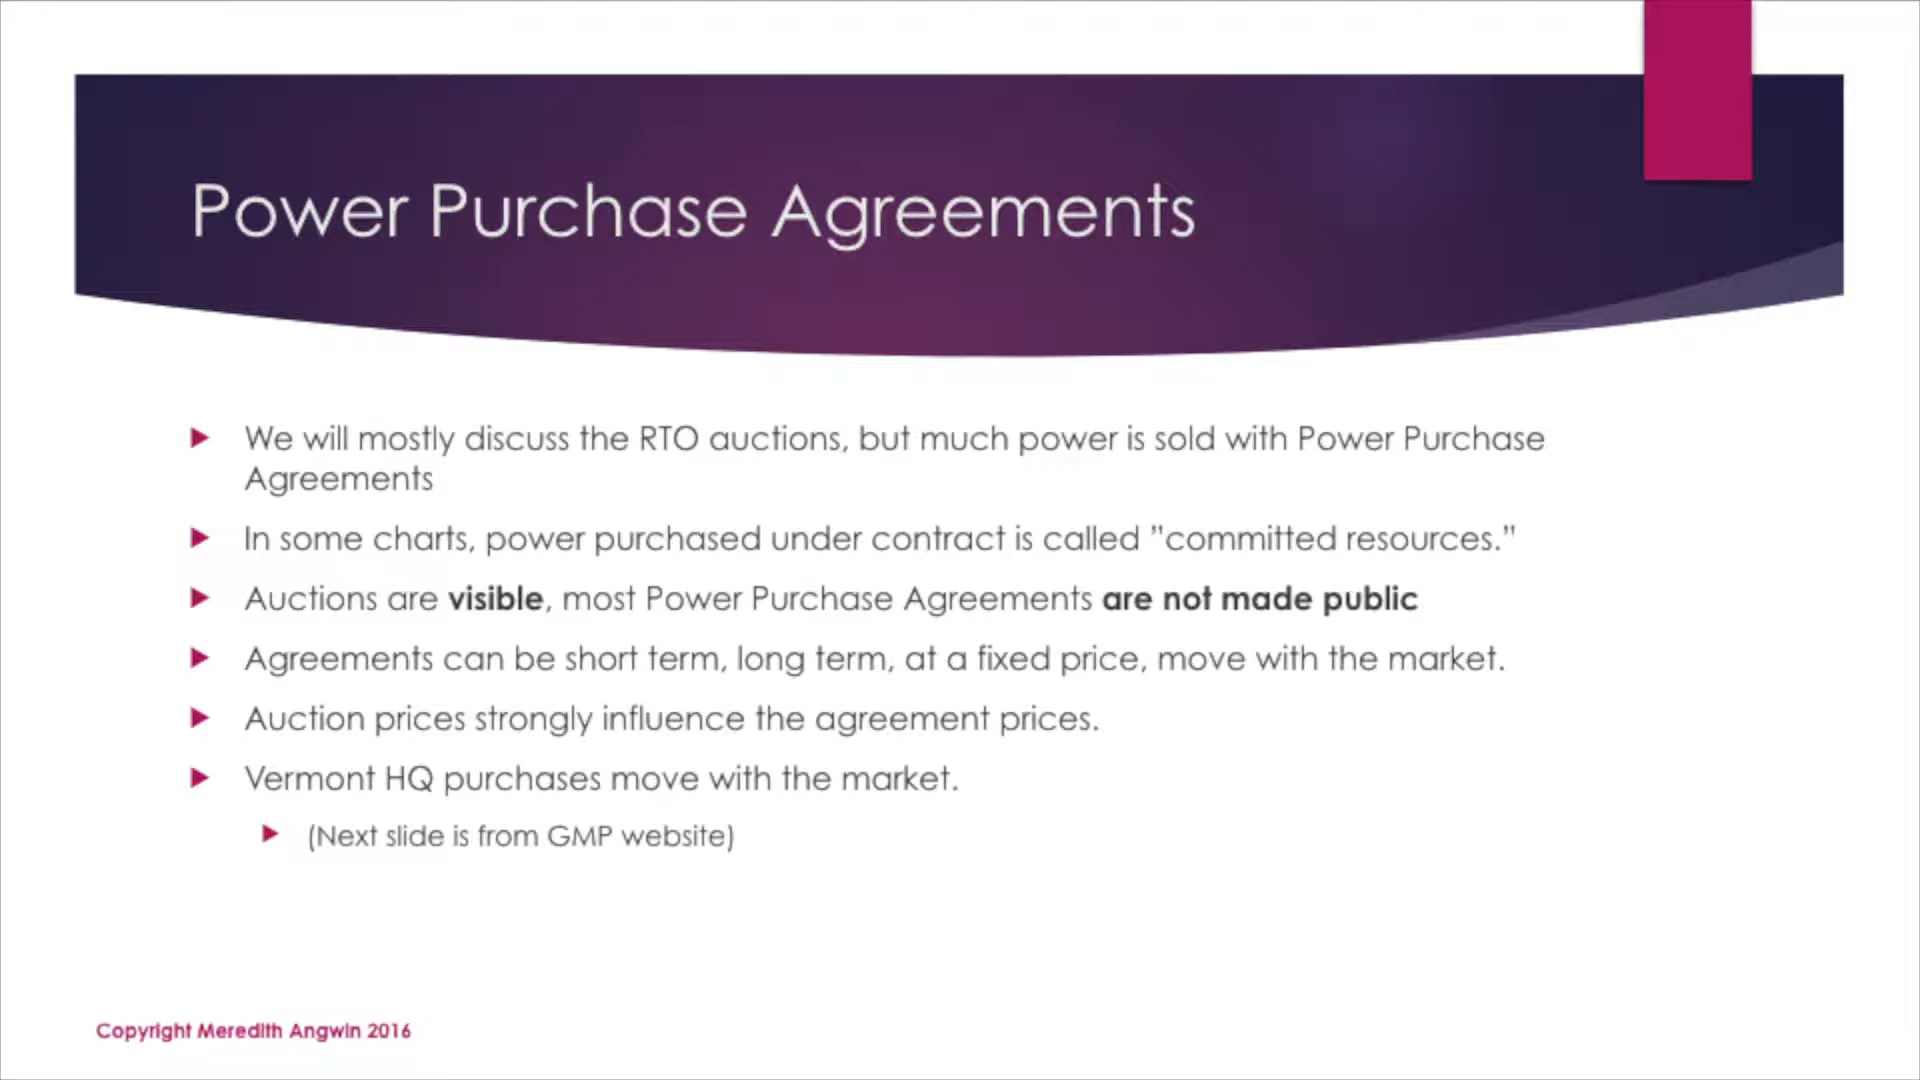 Power Purchase Agreements
We will mostly discuss the RTO auctions, but much power is sold with Power Purchase
Agreements
In some charts, power purchased under contract is called ”committed resources.”
Auctions are visible, most Power Purchase Agreements are not made public
Agreements can be short term, long term, at a fixed price, move with the market.
Auction prices strongly influence the agreement prices.
Vermont HQ purchases move with the market.
(Next slide is from GMP website)
Copyright Meredith Angwin 2016